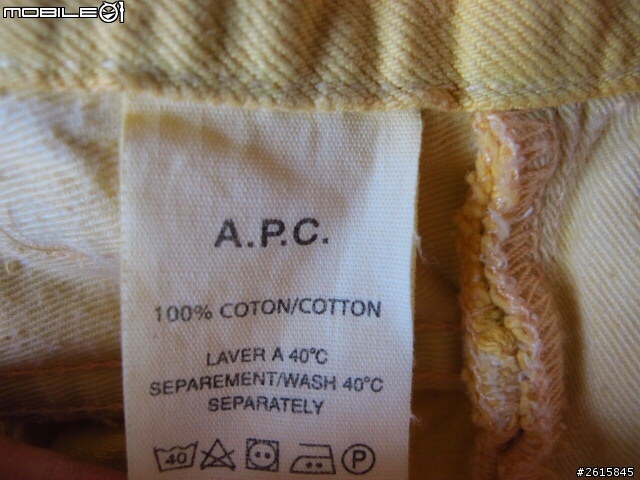 MOBILE01
A.P.C.
100% COTON/COTTON
LAVER A 40°C
SEPAREMENT/WASH 40°C
SEPARATELY
40 P
#2615845